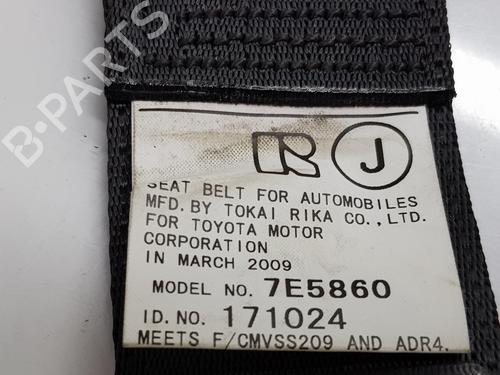 B-PARTS
R J
SEAT BELT FOR AUTOMOBILES
MFD. BY TOKAI RIKA CO., LTD.
FOR TOYOTA MOTOR
CORPORATION
IN MARCH 2009
MODEL NO. 7E5860
ID. NO. 171024
MEETS F/CMVSS209 AND ADR4.